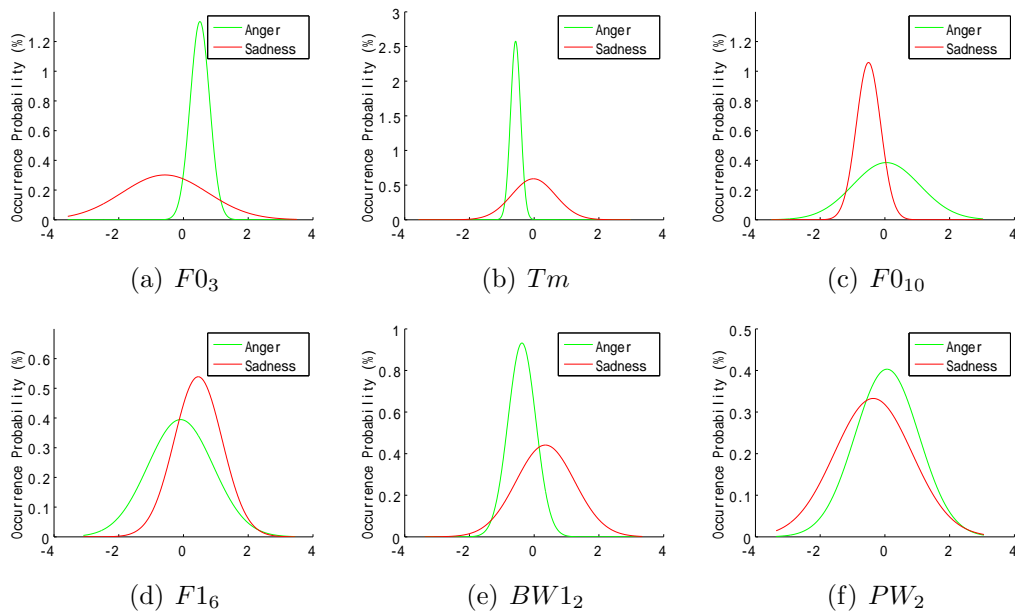 Occurrence Probability (%)
1.2
1
0.8
0.6
0.4
0.2
0
-4 -2 0 2 4
Anger
Sadness
(a) F0₃
Occurrence Probability (%)
3
2.5
2
1.5
1
0.5
0
-4 -2 0 2 4
Anger
Sadness
(b) Tm
Occurrence Probability (%)
1.2
1
0.8
0.6
0.4
0.2
0
-4 -2 0 2 4
Anger
Sadness
(c) F0₁₀
Occurrence Probability (%)
0.6
0.5
0.4
0.3
0.2
0.1
0
-4 -2 0 2 4
Anger
Sadness
(d) F1₆
Occurrence Probability (%)
1
0.8
0.6
0.4
0.2
0
-4 -2 0 2 4
Anger
Sadness
(e) BW1₂
Occurrence Probability (%)
0.5
0.4
0.3
0.2
0.1
0
-4 -2 0 2 4
Anger
Sadness
(f) PW₂